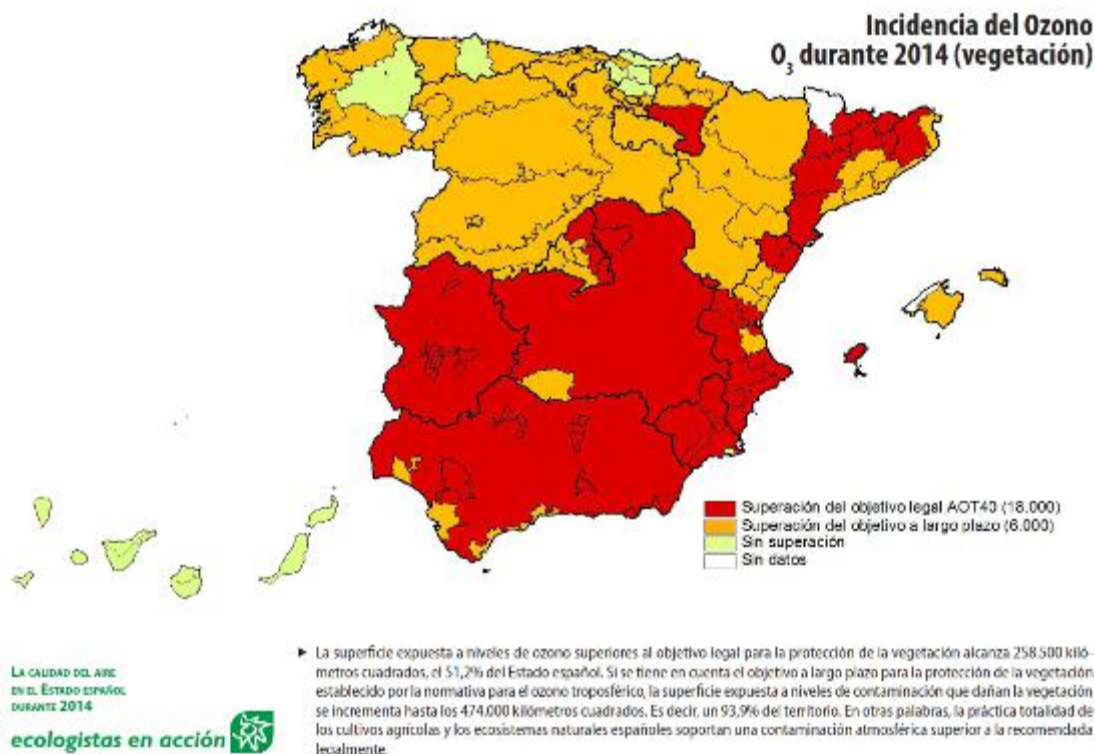 Incidencia del Ozono
O3 durante 2014 (vegetación)
Superación del objetivo legal AOT40 (18.000)
Superación del objetivo a largo plazo (6.000)
Sin superación
Sin datos
LA CALIDAD DEL AIRE
EN EL ESTADO ESPAÑOL
DURANTE 2014
ecologistas en acción
► La superficie expuesta a niveles de ozono superiores al objetivo legal para la protección de la vegetación alcanza 258.500 kiló-
metros cuadrados, el 51,2% del Estado español. Si se tiene en cuenta el objetivo a largo plazo para la protección de la vegetación
establecido por la normativa para el ozono troposférico, la superficie expuesta a niveles de contaminación que dañan la vegetación
se incrementa hasta los 474.000 kilómetros cuadrados. Es decir, un 93,9% del territorio. En otras palabras, la práctica totalidad de
los cultivos agrícolas y los ecosistemas naturales españoles soportan una contaminación atmosférica superior a la recomendada
legalmente.